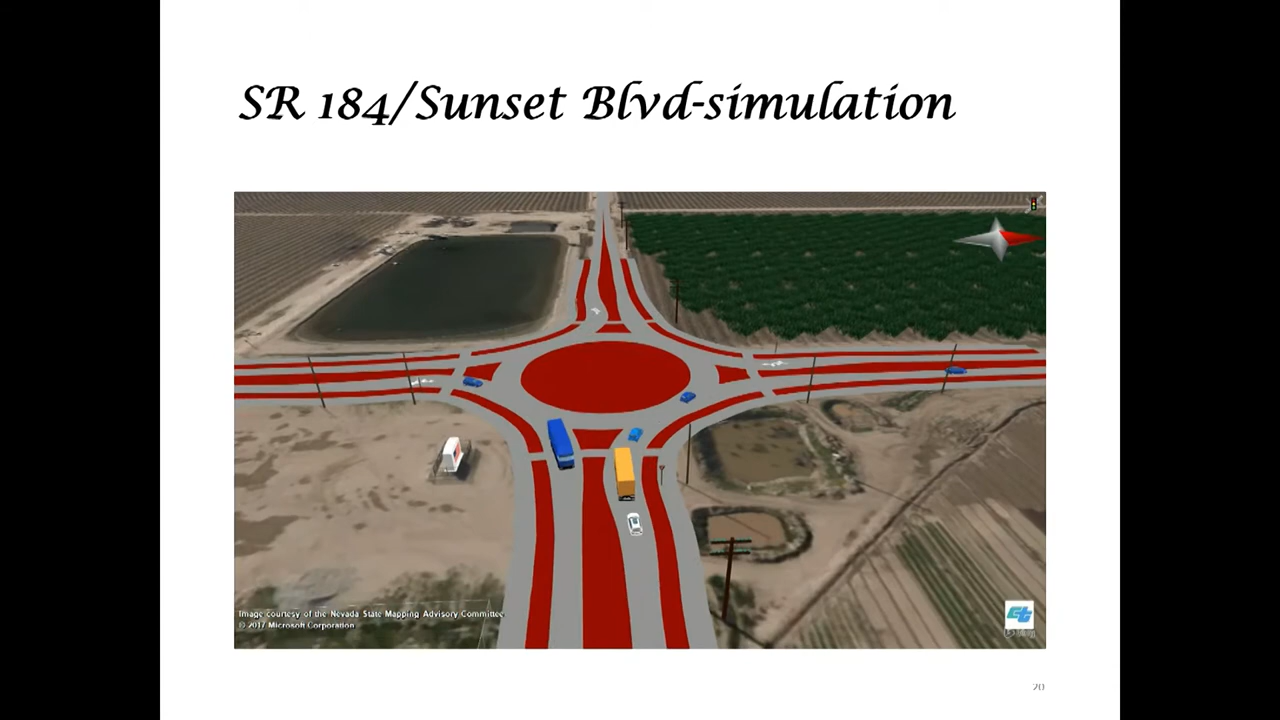 SR 184/Sunset Blvd-simulation
Image courtesy of the Nevada State Mapping Advisory Committee
© 2017 Microsoft Corporation
20